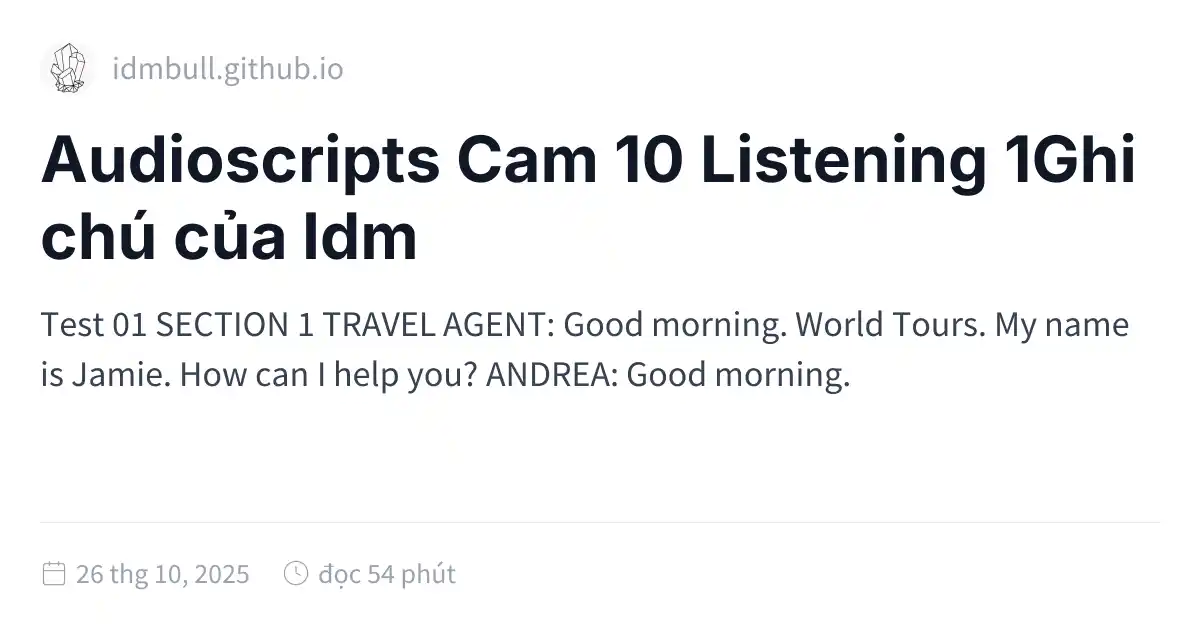 idmbull.github.io
Audioscripts Cam 10 Listening 1Ghi
chú của Idm
Test 01 SECTION 1 TRAVEL AGENT: Good morning. World Tours. My name
is Jamie. How can I help you? ANDREA: Good morning.
26 thg 10, 2025 đọc 54 phút